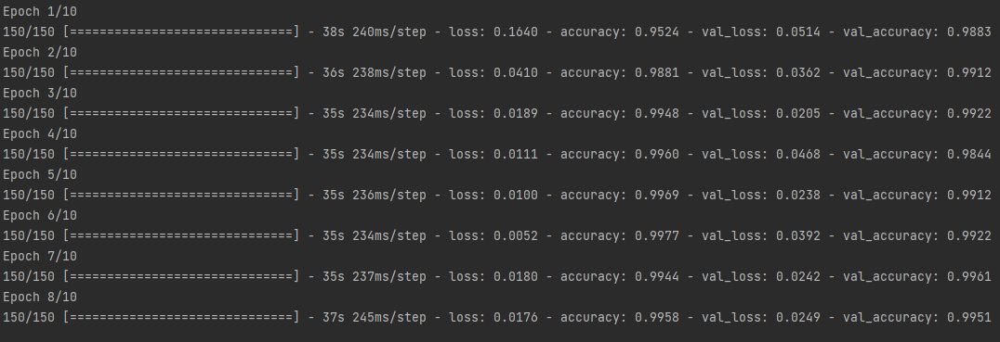 Epoch 1/10
150/150 [==============================] - 38s 240ms/step - loss: 0.1640 - accuracy: 0.9524 - val_loss: 0.0514 - val_accuracy: 0.9883
Epoch 2/10
150/150 [==============================] - 36s 238ms/step - loss: 0.0410 - accuracy: 0.9881 - val_loss: 0.0362 - val_accuracy: 0.9912
Epoch 3/10
150/150 [==============================] - 35s 234ms/step - loss: 0.0189 - accuracy: 0.9948 - val_loss: 0.0205 - val_accuracy: 0.9922
Epoch 4/10
150/150 [==============================] - 35s 234ms/step - loss: 0.0111 - accuracy: 0.9960 - val_loss: 0.0468 - val_accuracy: 0.9844
Epoch 5/10
150/150 [==============================] - 35s 236ms/step - loss: 0.0100 - accuracy: 0.9969 - val_loss: 0.0238 - val_accuracy: 0.9912
Epoch 6/10
150/150 [==============================] - 35s 234ms/step - loss: 0.0052 - accuracy: 0.9977 - val_loss: 0.0392 - val_accuracy: 0.9922
Epoch 7/10
150/150 [==============================] - 35s 237ms/step - loss: 0.0180 - accuracy: 0.9944 - val_loss: 0.0242 - val_accuracy: 0.9961
Epoch 8/10
150/150 [==============================] - 37s 245ms/step - loss: 0.0176 - accuracy: 0.9958 - val_loss: 0.0249 - val_accuracy: 0.9951